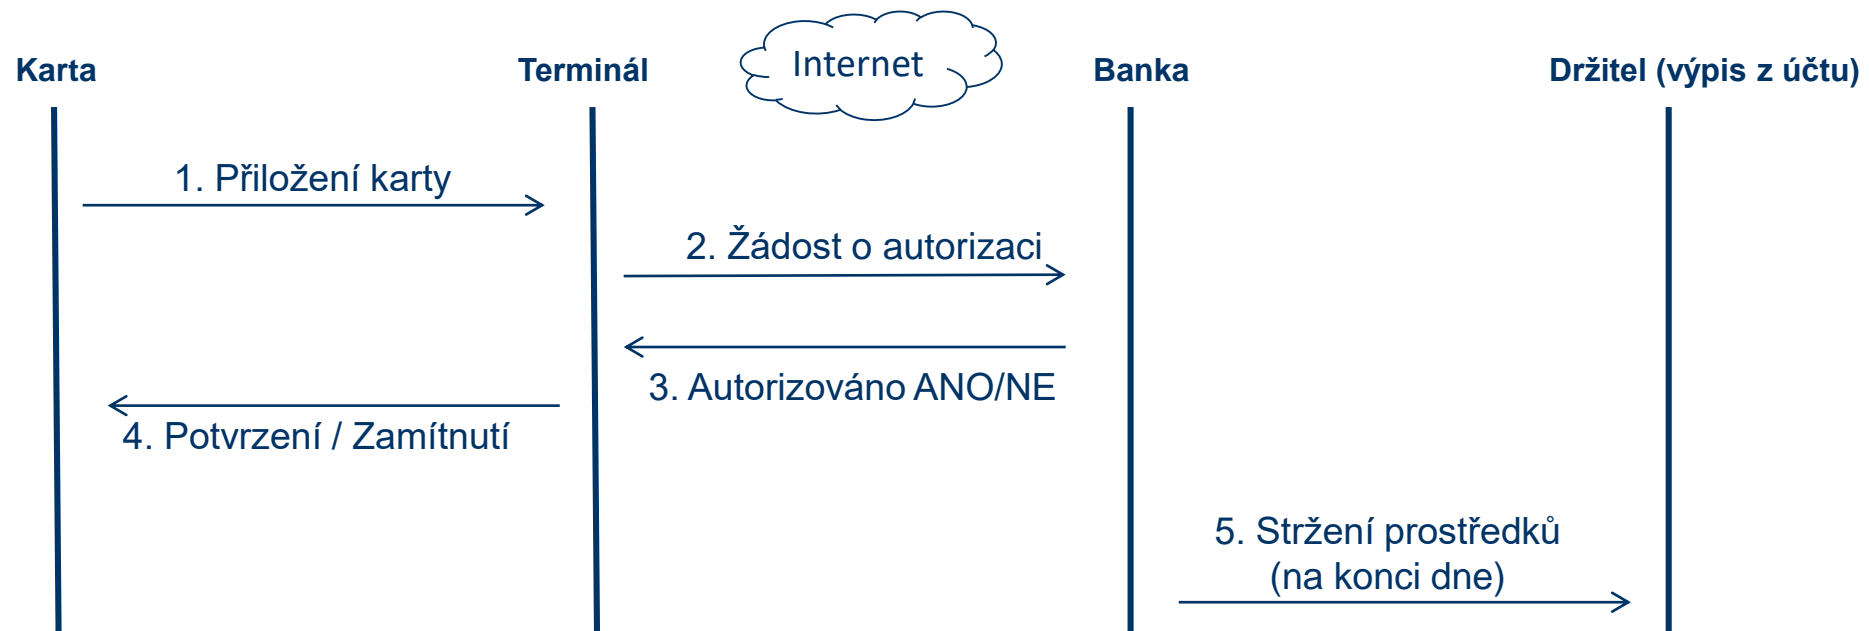 Karta
Terminál
Internet
Banka
Držitel (výpis z účtu)
1. Přiložení karty
2. Žádost o autorizaci
3. Autorizováno ANO/NE
4. Potvrzení / Zamítnutí
5. Stržení prostředků
(na konci dne)